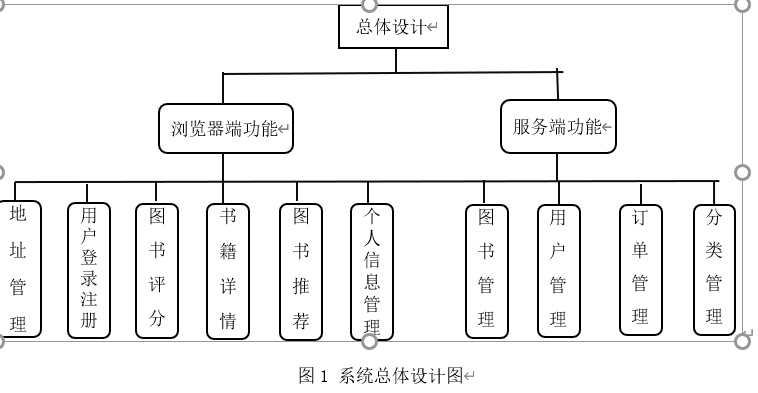 总体设计
浏览器端功能
服务端功能
地址管理
用户登录注册
图书评分
书籍详情
图书推荐
个人信息管理
图书管理
用户管理
订单管理
分类管理
图 1 系统总体设计图